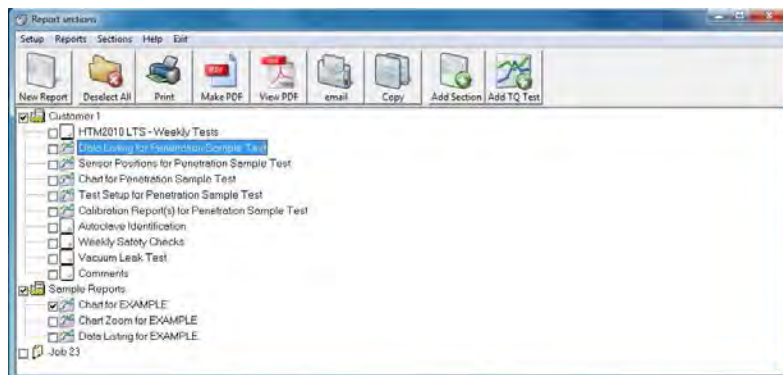 Report sections
Setup Reports Sections Help Exit
New Report Deselect All Print Make PDF View PDF email Copy Add Section Add TQ Test
Customer 1
HTM2010 LTS - Weekly Tests
Data Listing for Penetration Sample Test
Sensor Positions for Penetration Sample Test
Chart for Penetration Sample Test
Test Setup for Penetration Sample Test
Calibration Report(s) for Penetration Sample Test
Autoclave Identification
Weekly Safety Checks
Vacuum Leak Test
Comments
Sample Reports
Chart for EXAMPLE
Chart Zoom for EXAMPLE
Data Listing for EXAMPLE
Job 23